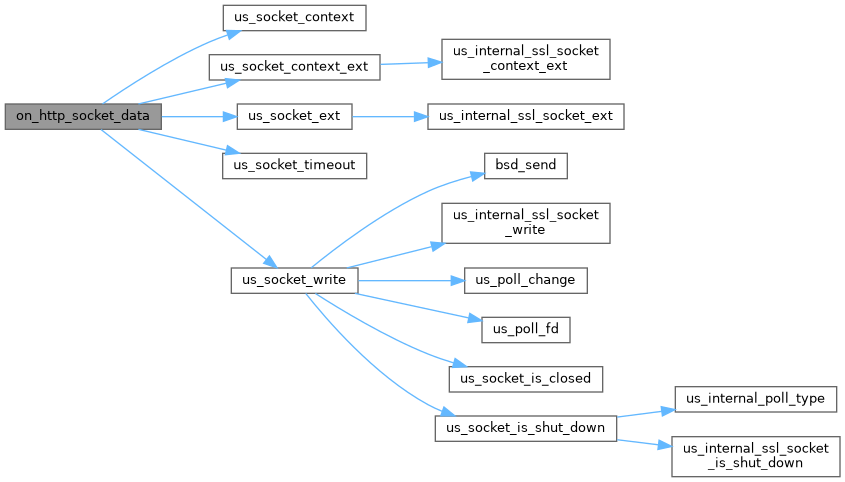 us_socket_context
us_socket_context_ext
us_internal_ssl_socket
_context_ext
on_http_socket_data
us_socket_ext
us_internal_ssl_socket_ext
us_socket_timeout
bsd_send
us_internal_ssl_socket
_write
us_socket_write
us_poll_change
us_poll_fd
us_socket_is_closed
us_socket_is_shut_down
us_internal_poll_type
us_internal_ssl_socket
_is_shut_down